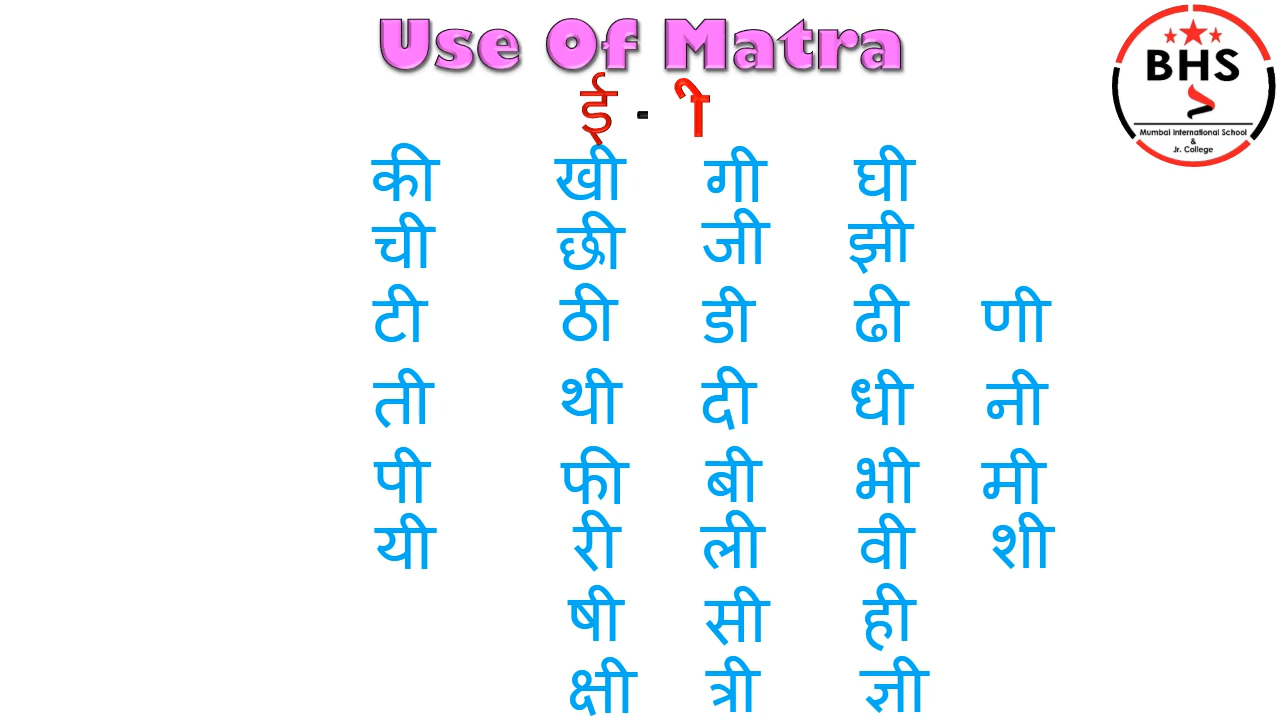 Use Of Matra
ई - ी
BHS
Mumbai International School
&
Jr. College
की खी गी घी
ची छी जी झी
टी ठी डी ढी णी
ती थी दी धी नी
पी फी बी भी मी
यी री ली वी शी
षी सी ही
क्षी त्री ज्ञी